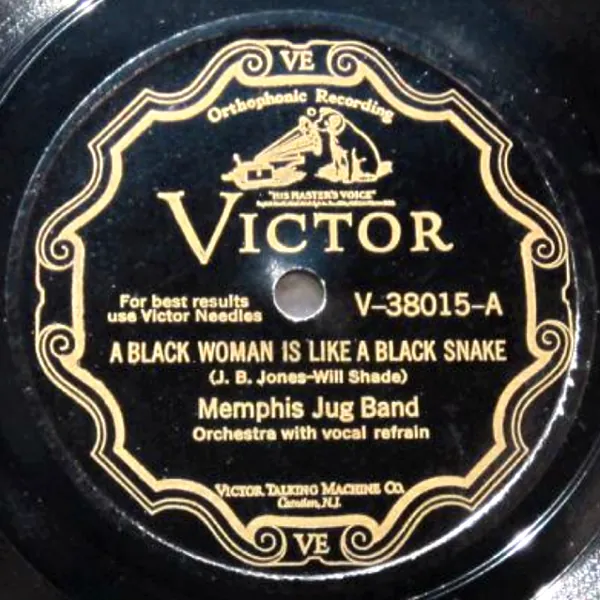 VE
Orthophonic Recording
"HIS MASTER'S VOICE"
VICTOR
For best results
use Victor Needles
V-38015-A
A BLACK WOMAN IS LIKE A BLACK SNAKE
(J. B. Jones-Will Shade)
Memphis Jug Band
Orchestra with vocal refrain
VICTOR TALKING MACHINE CO.
Camden, N.J.
VE